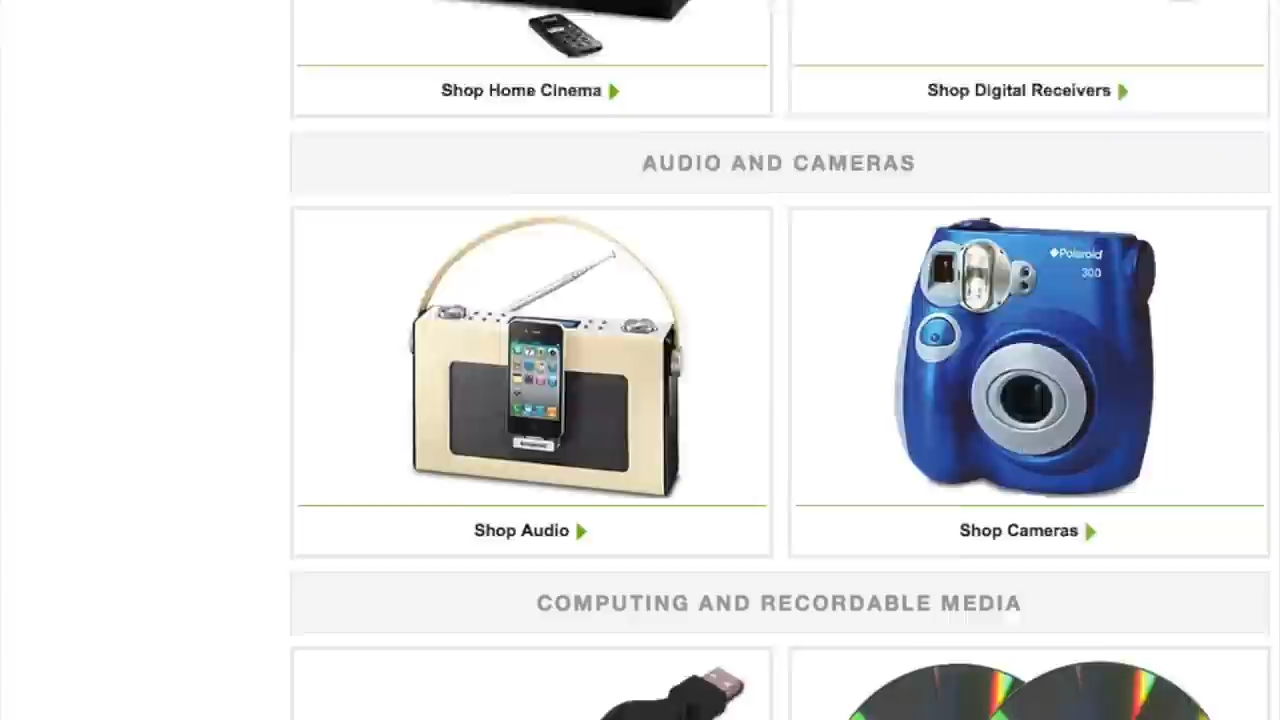 Shop Home Cinema
Shop Digital Receivers
AUDIO AND CAMERAS
Polaroid
300
Shop Audio
Shop Cameras
COMPUTING AND RECORDABLE MEDIA